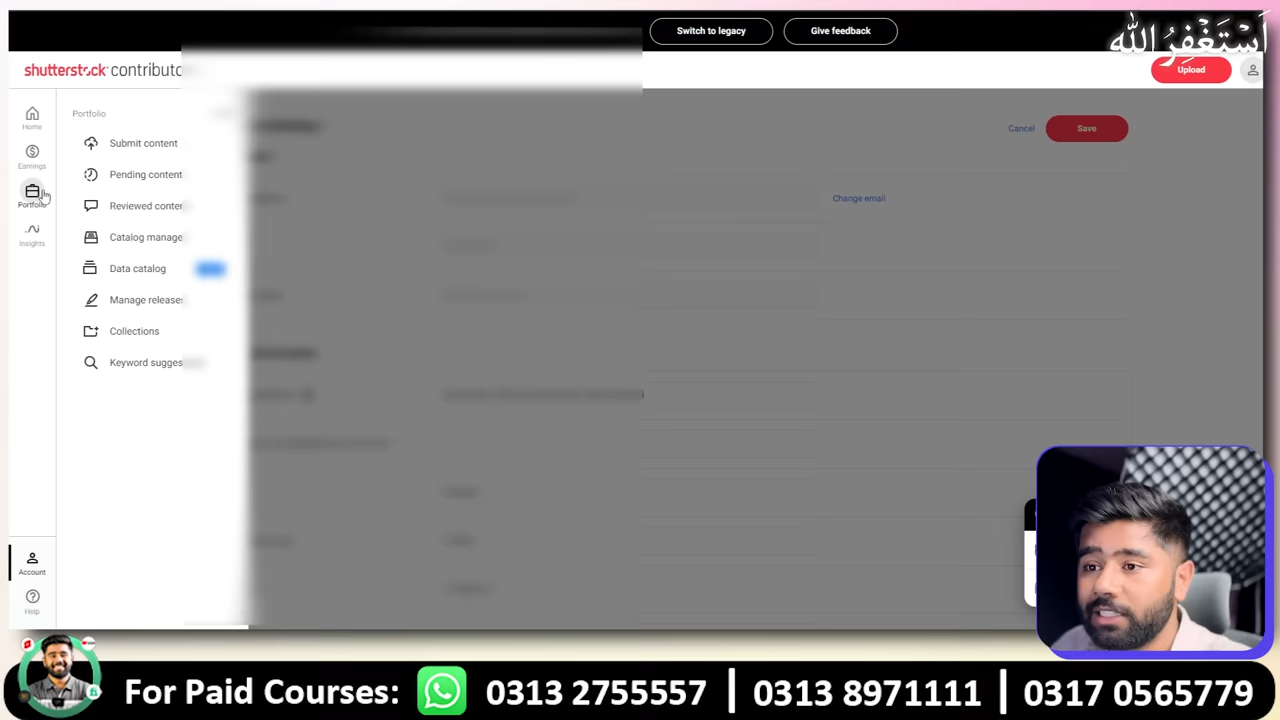 Switch to legacy
Give feedback
أَسْتَغْفِرُ اللّٰه
shutterstock contributo
Upload
Home
Earnings
Portfolio
Insights
Account
Help
Portfolio
Submit content
Pending content
Reviewed conten
Catalog manage
Data catalog
Manage releases
Collections
Keyword sugges
Cancel
Save
Change email
For Paid Courses: 0313 2755557 | 0313 8971111 | 0317 0565779